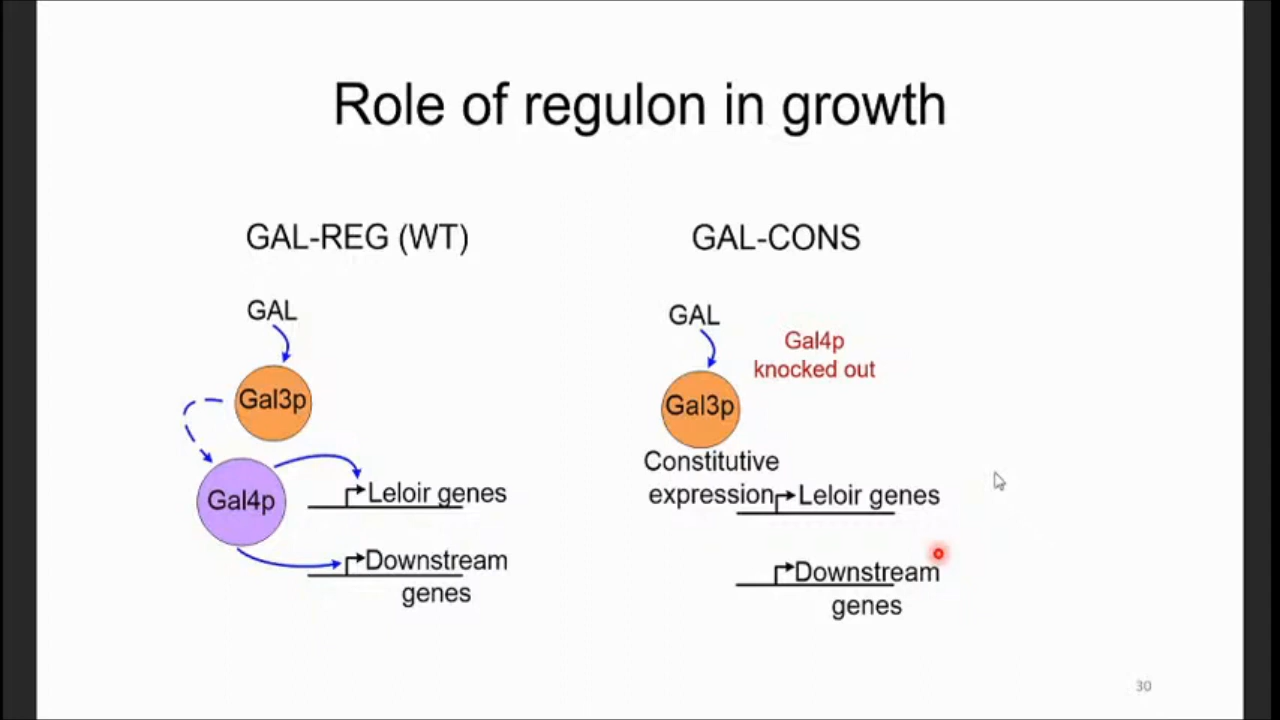 Role of regulon in growth
GAL-REG (WT)
GAL
Gal3p
Gal4p
Leloir genes
Downstream
genes
GAL-CONS
GAL
Gal4p
knocked out
Gal3p
Constitutive
expression
Leloir genes
Downstream
genes
30